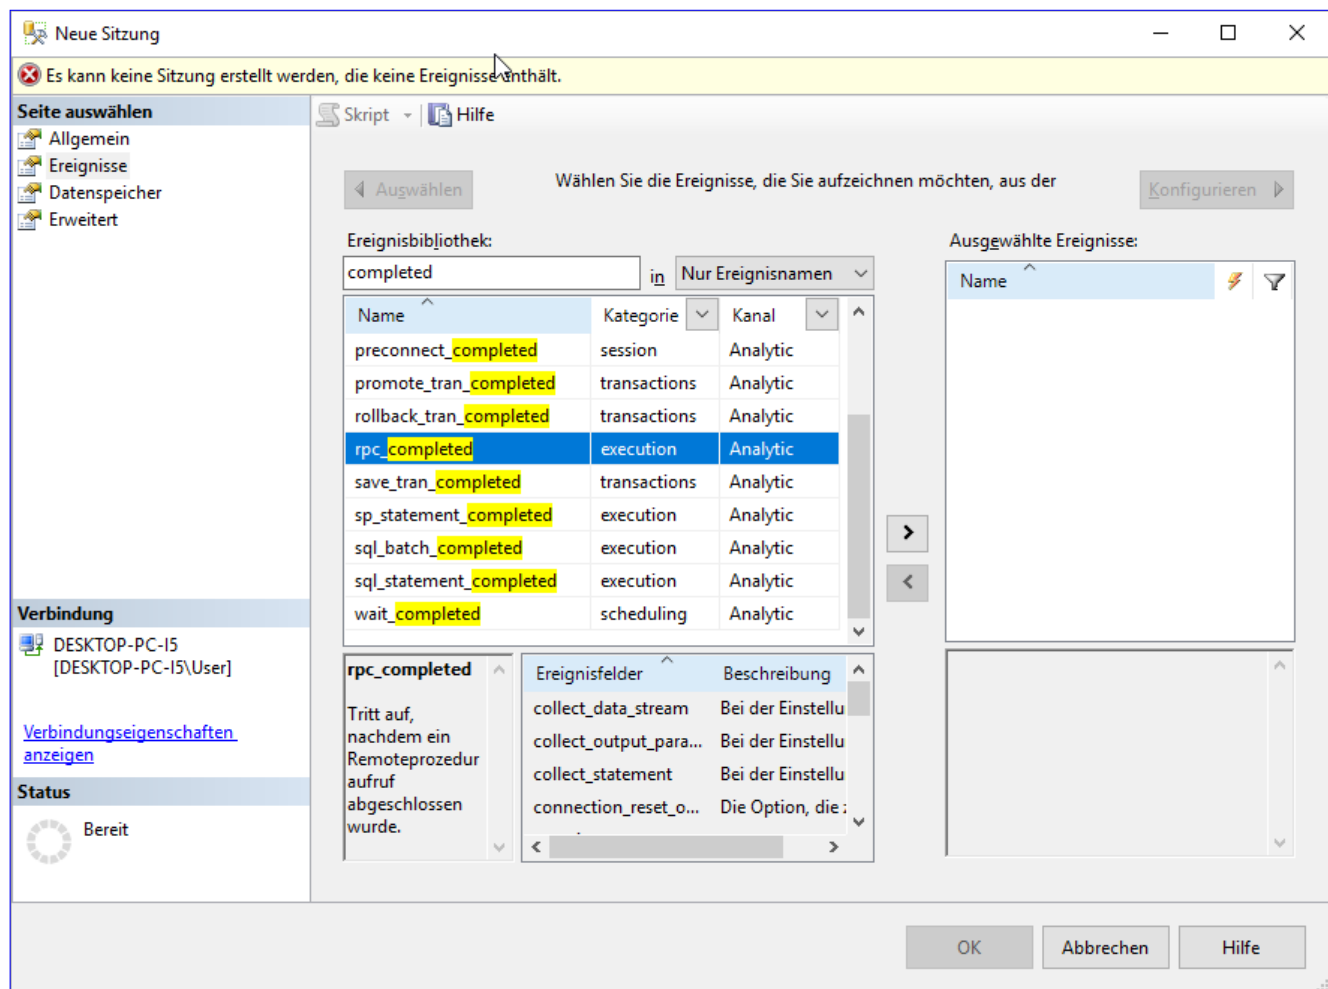 Neue Sitzung
Es kann keine Sitzung erstellt werden, die keine Ereignisse enthält.
Seite auswählen
Allgemein
Ereignisse
Datenspeicher
Erweitert
Verbindung
DESKTOP-PC-I5
[DESKTOP-PC-I5\User]
Verbindungseigenschaften
anzeigen
Status
Bereit
Skript
Hilfe
Auswählen
Wählen Sie die Ereignisse, die Sie aufzeichnen möchten, aus der
Konfigurieren
Ereignisbibliothek:
completed in Nur Ereignisnamen
Name Kategorie Kanal
preconnect_completed session Analytic
promote_tran_completed transactions Analytic
rollback_tran_completed transactions Analytic
rpc_completed execution Analytic
save_tran_completed transactions Analytic
sp_statement_completed execution Analytic
sql_batch_completed execution Analytic
sql_statement_completed execution Analytic
wait_completed scheduling Analytic
rpc_completed
Tritt auf,
nachdem ein
Remoteprozedur
aufruf
abgeschlossen
wurde.
Ereignisfelder Beschreibung
collect_data_stream Bei der Einstellu
collect_output_para... Bei der Einstellu
collect_statement Bei der Einstellu
connection_reset_o... Die Option, die
Ausgewählte Ereignisse:
Name
OK
Abbrechen
Hilfe